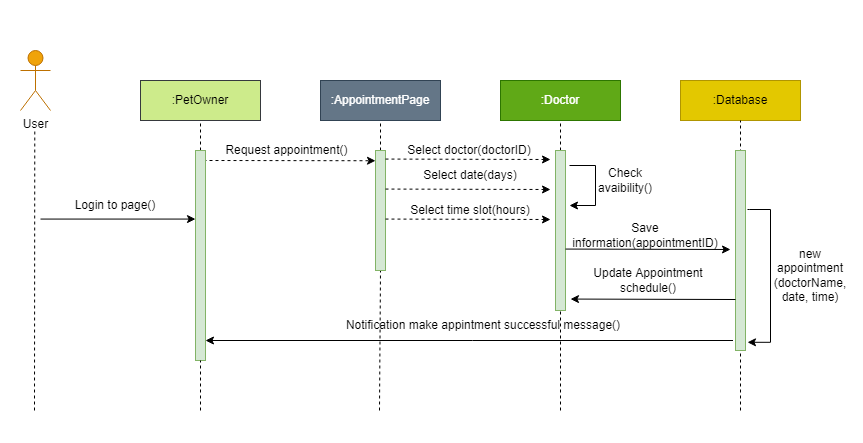 User
:PetOwner
:AppointmentPage
:Doctor
:Database
Request appointment()
Select doctor(doctorID)
Check
avaibility()
Select date(days)
Login to page()
Select time slot(hours)
Save
information(appointmentID)
new
appointment
(doctorName,
date, time)
Update Appointment
schedule()
Notification make appintment successful message()